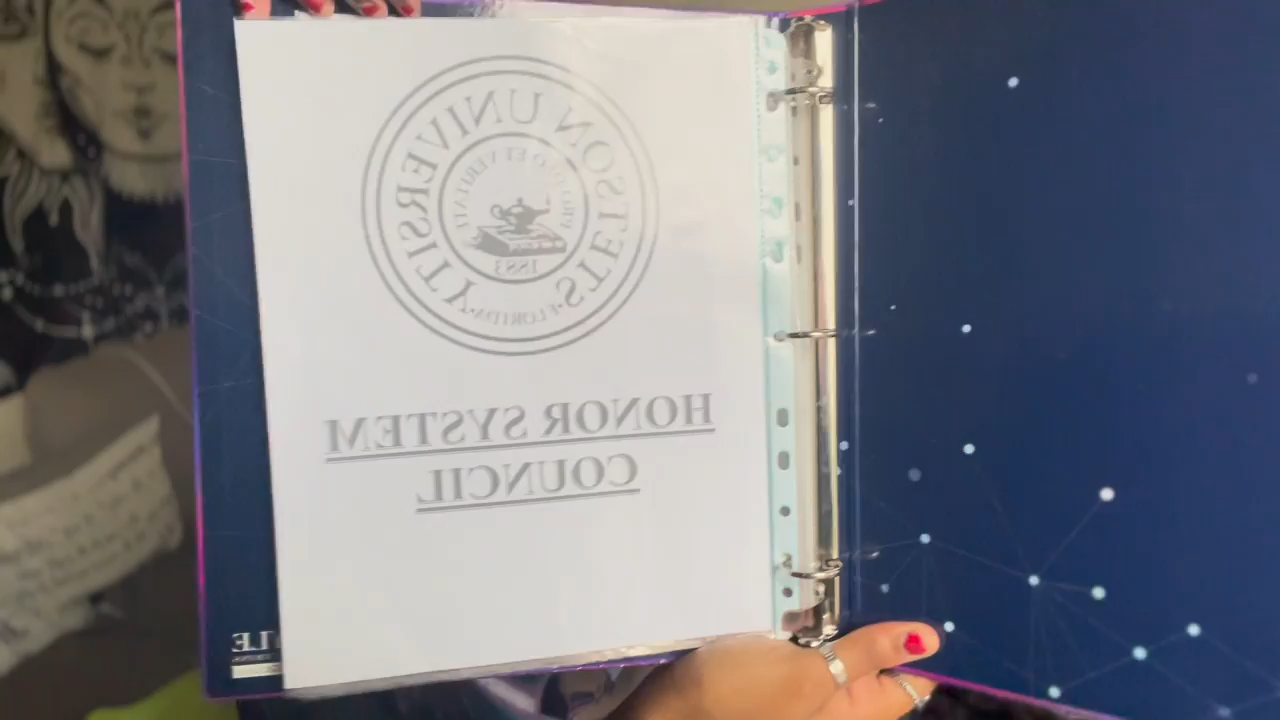 STETSON UNIVERSITY
PRO DEO ET VERITATE
1883
·FLORIDA·
HONOR SYSTEM
COUNCIL